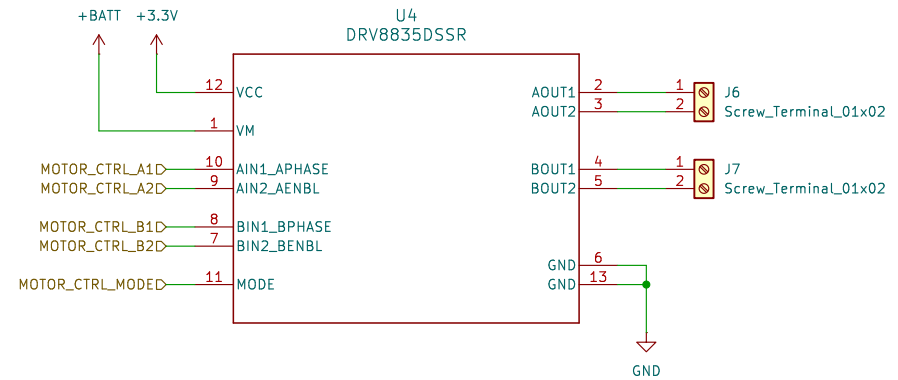 +BATT +3.3V
U4
DRV8835DSSR
12 VCC
1 VM
MOTOR_CTRL_A1 10 AIN1_APHASE
MOTOR_CTRL_A2 9 AIN2_AENBL
MOTOR_CTRL_B1 8 BIN1_BPHASE
MOTOR_CTRL_B2 7 BIN2_BENBL
MOTOR_CTRL_MODE 11 MODE
AOUT1 2 1 J6
AOUT2 3 2 Screw_Terminal_01x02
BOUT1 4 1 J7
BOUT2 5 2 Screw_Terminal_01x02
GND 6
GND 13
GND